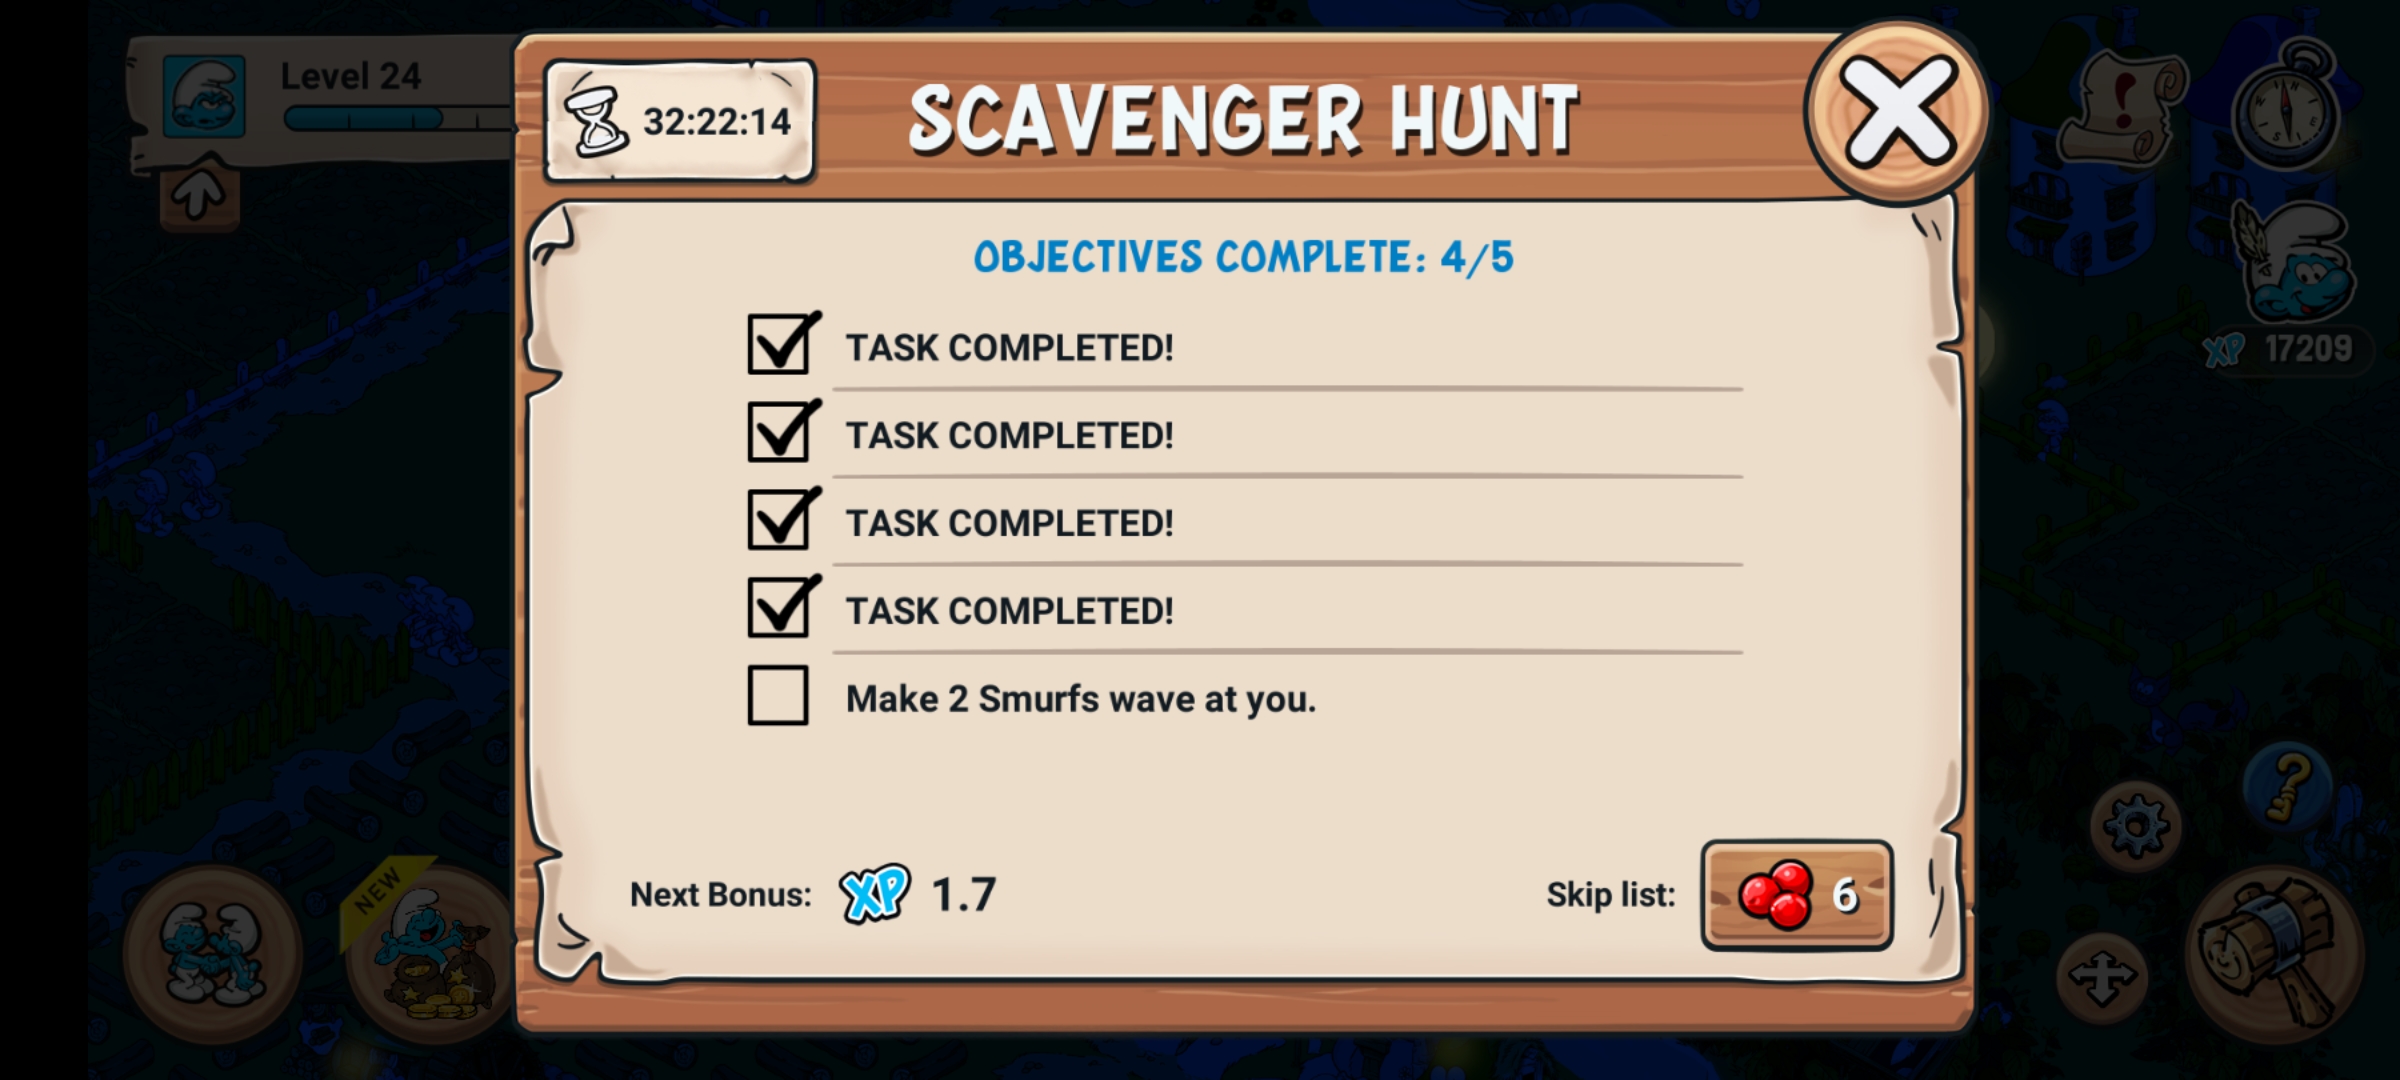 Level 24
32:22:14
SCAVENGER HUNT
OBJECTIVES COMPLETE: 4/5
TASK COMPLETED!
TASK COMPLETED!
TASK COMPLETED!
TASK COMPLETED!
Make 2 Smurfs wave at you.
XP 17209
NEW
Next Bonus: XP 1.7
Skip list: 6